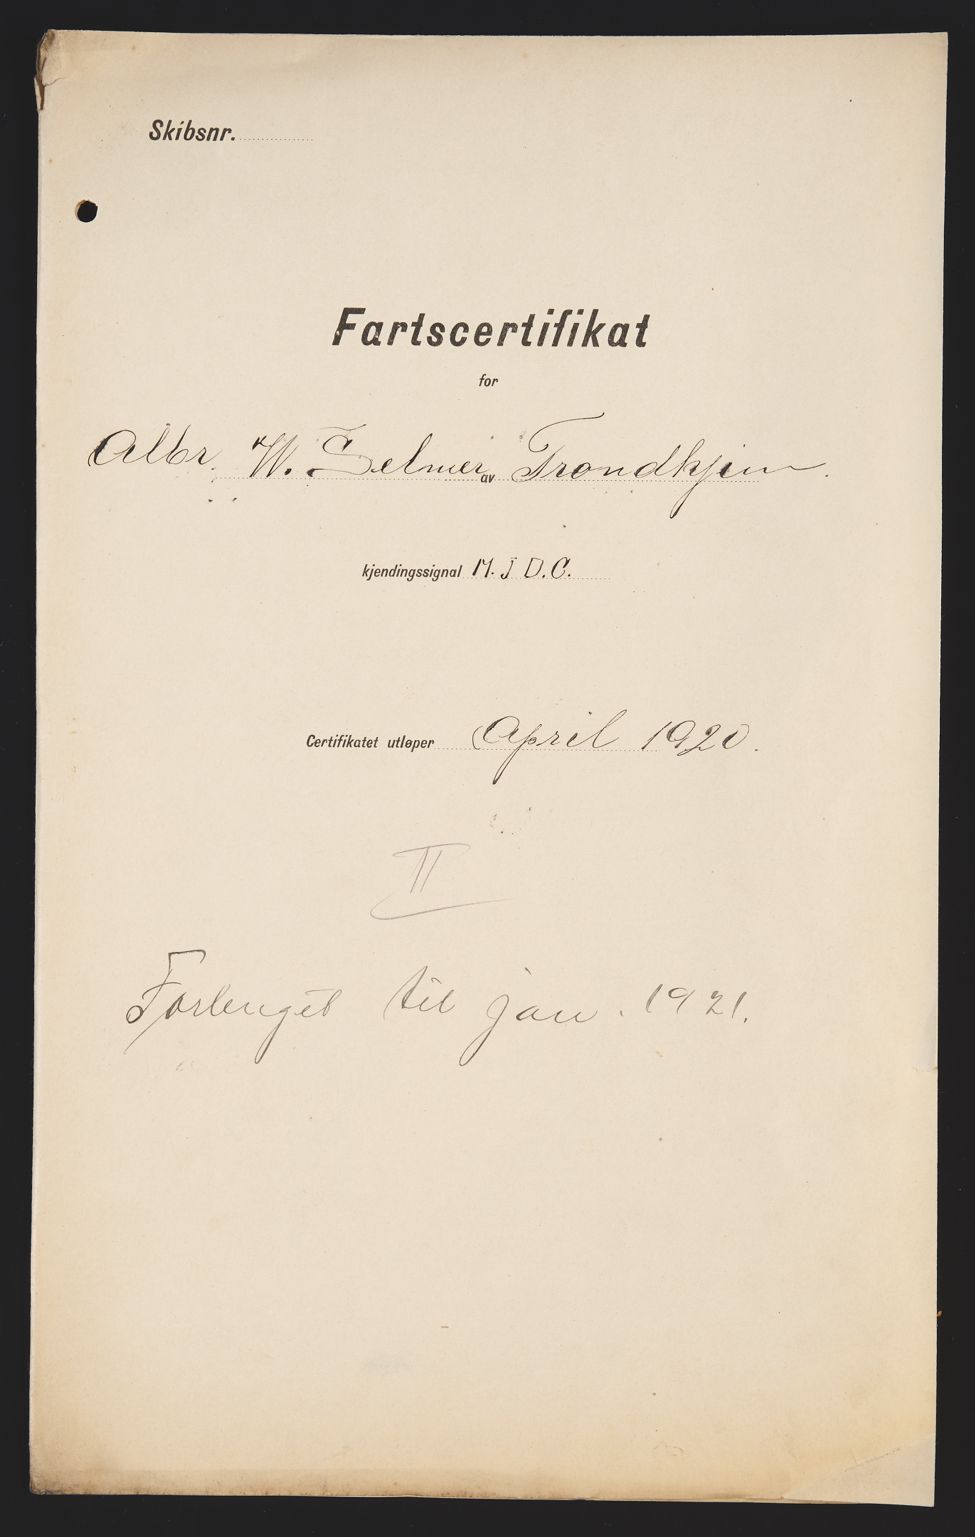 Skibsnr.
Fartscertifikat
for
Albr. W. Selmer av Trondhjem.
kjendingssignal M. J D. C.
Certifikatet utløper April 1920.
II
Forlenget til jan. 1921.